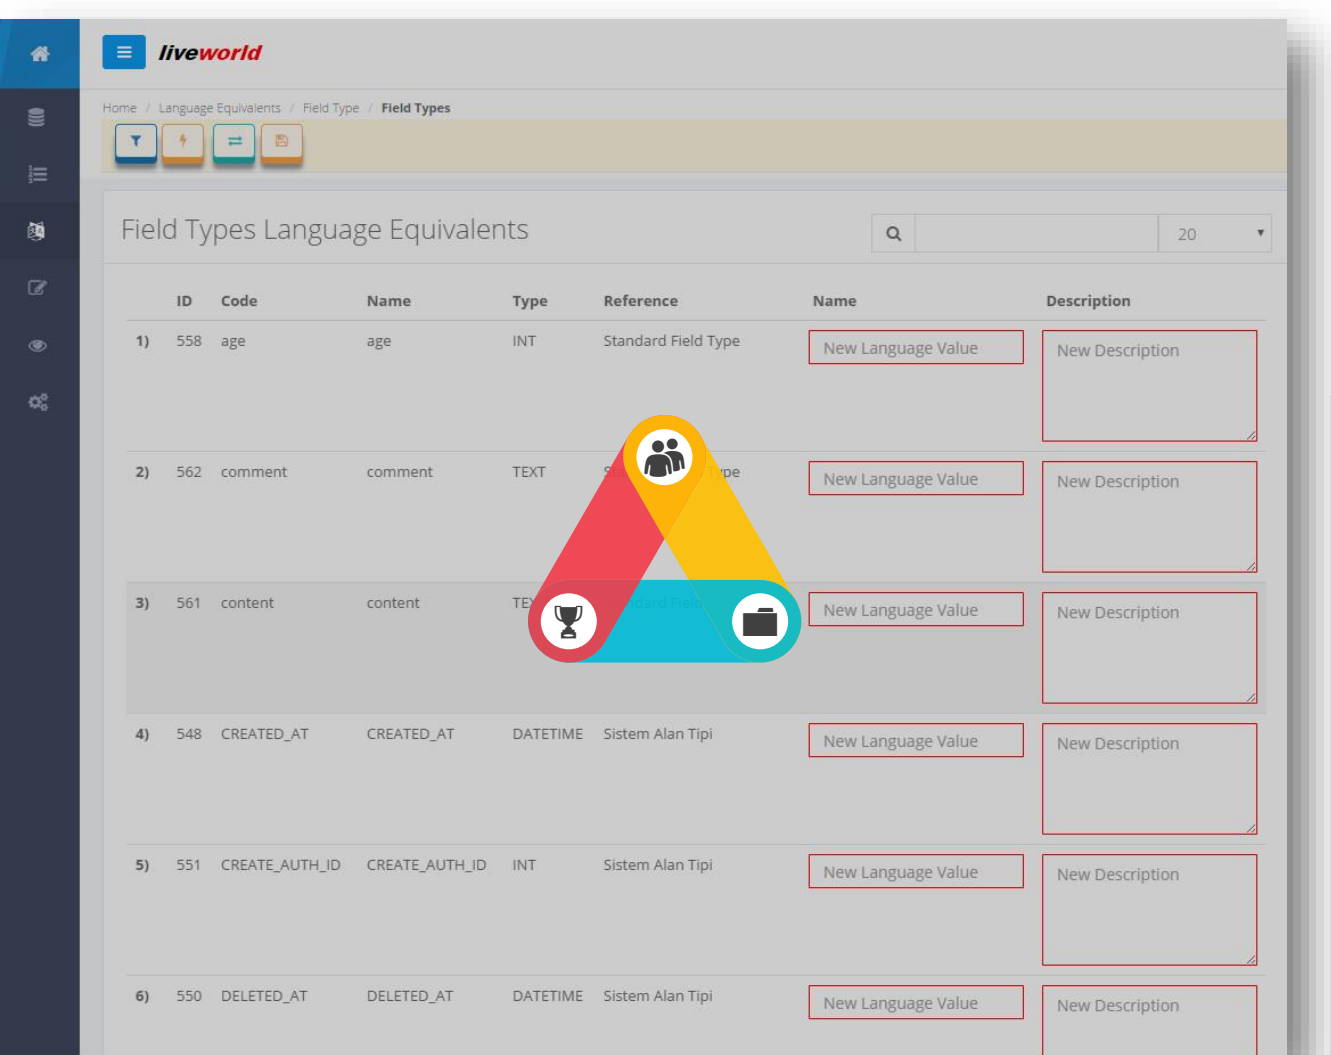 liveworld
Home / Language Equivalents / Field Type / Field Types
Field Types Language Equivalents
20
ID Code Name Type Reference Name Description
1) 558 age age INT Standard Field Type New Language Value New Description
2) 562 comment comment TEXT New Language Value New Description
3) 561 content content New Language Value New Description
4) 548 CREATED_AT CREATED_AT DATETIME Sistem Alan Tipi New Language Value New Description
5) 551 CREATE_AUTH_ID CREATE_AUTH_ID INT Sistem Alan Tipi New Language Value New Description
6) 550 DELETED_AT DELETED_AT DATETIME Sistem Alan Tipi New Language Value New Description